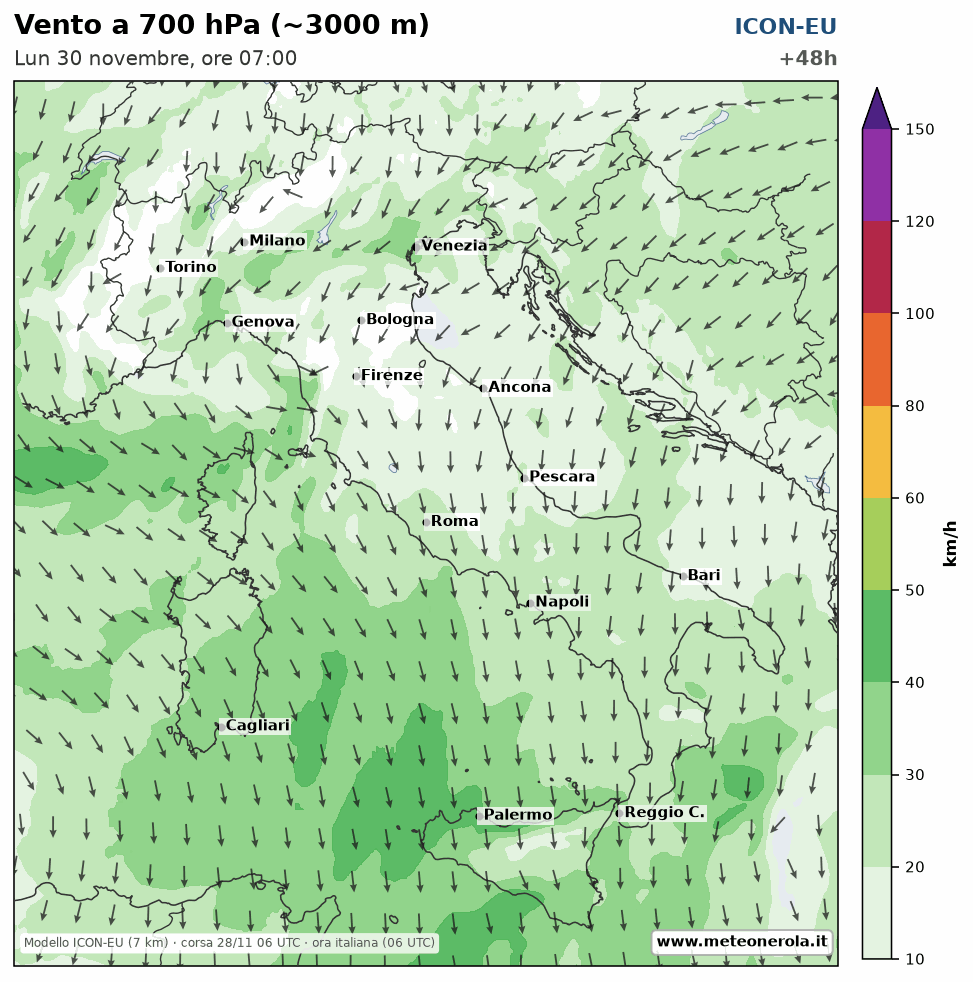 Vento a 700 hPa (~3000 m)
ICON-EU
Lun 30 novembre, ore 07:00
+48h
150
120
100
80
60
50
40
30
20
10
km/h
Milano
Venezia
Torino
Genova
Bologna
Firenze
Ancona
Pescara
Roma
Bari
Napoli
Cagliari
Palermo
Reggio C.
Modello ICON-EU (7 km) · corsa 28/11 06 UTC · ora italiana (06 UTC)
www.meteonerola.it